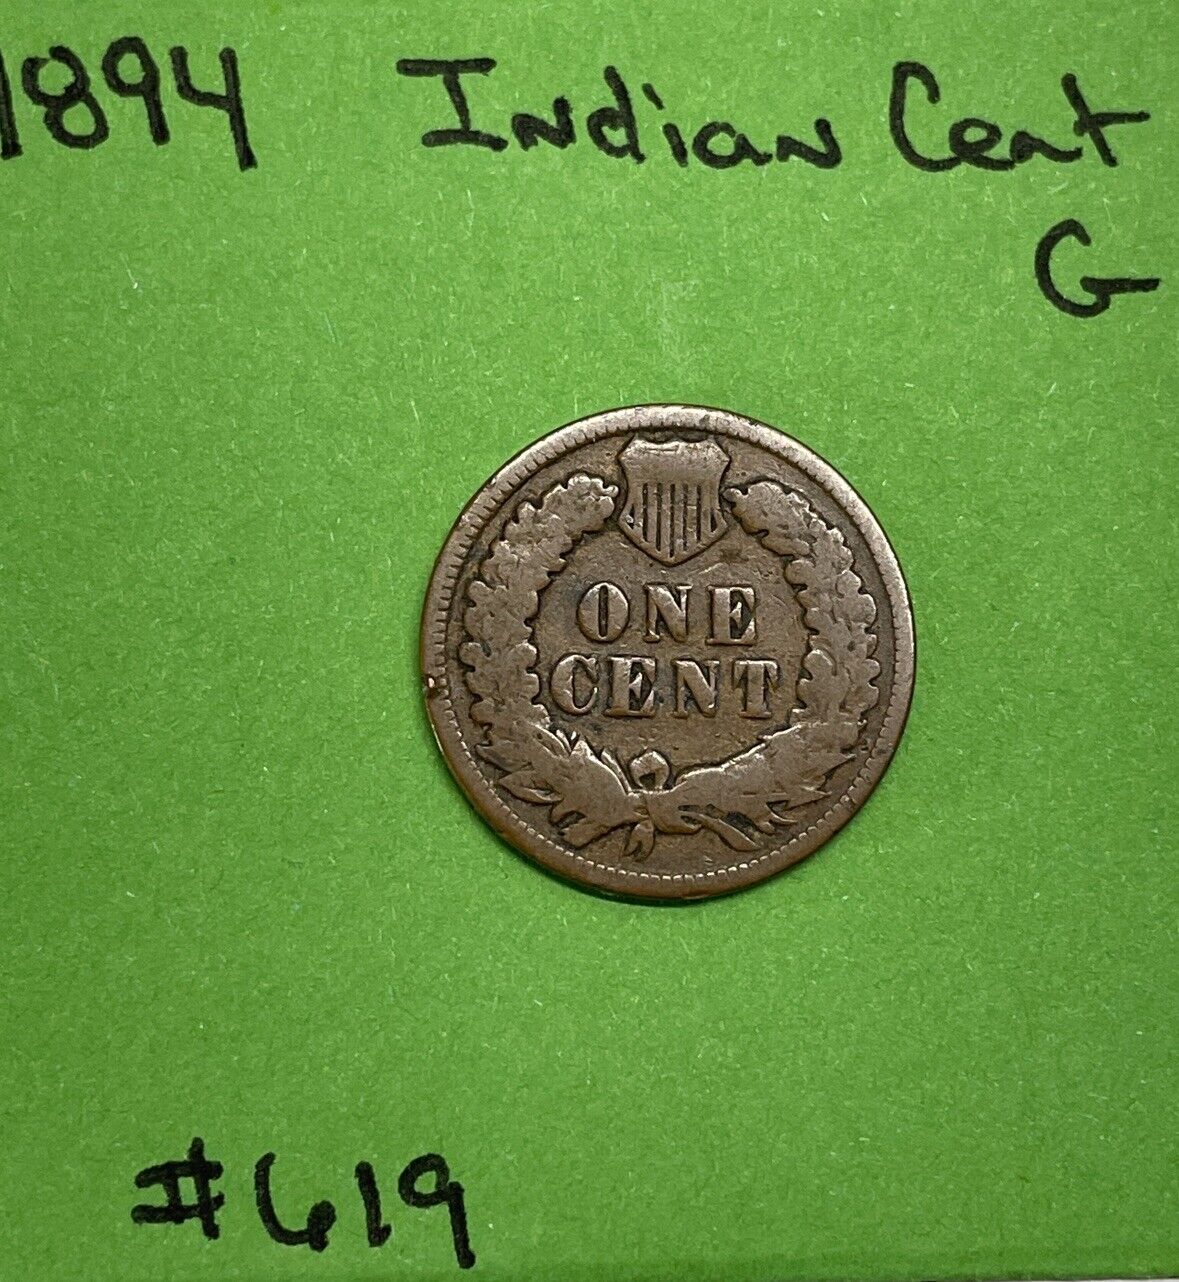 1894 Indian Cent
G
ONE
CENT
#619